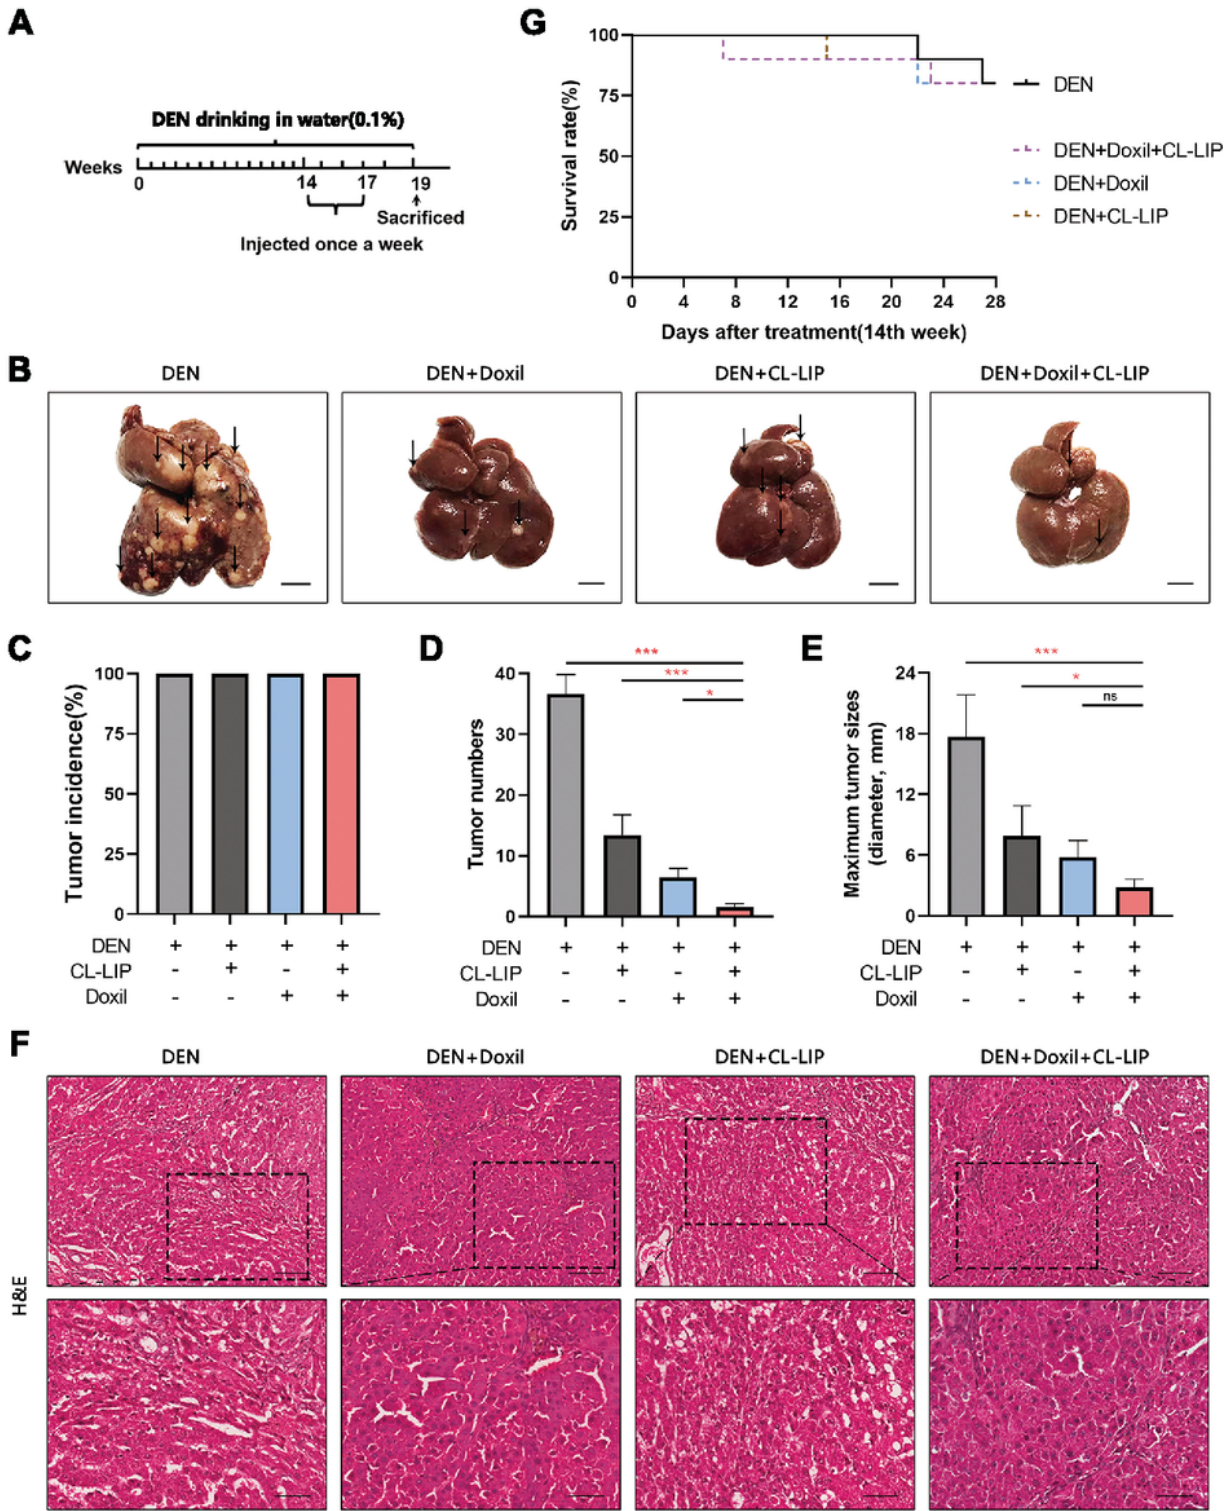 A
DEN drinking in water(0.1%)
Weeks
0 14 17 19
Sacrificed
Injected once a week
G
Survival rate(%)
100
75
50
25
0
0 4 8 12 16 20 24 28
Days after treatment(14th week)
DEN
DEN+Doxil+CL-LIP
DEN+Doxil
DEN+CL-LIP
B
DEN DEN+Doxil DEN+CL-LIP DEN+Doxil+CL-LIP
C
Tumor incidence(%)
100
75
50
25
0
DEN + + + +
CL-LIP - + - +
Doxil - - + +
D
Tumor numbers
40
30
20
10
0
***
***
*
DEN + + + +
CL-LIP - + - +
Doxil - - + +
E
Maximum tumor sizes
(diameter, mm)
24
18
12
6
0
***
*
ns
DEN + + + +
CL-LIP - + - +
Doxil - - + +
F
DEN DEN+Doxil DEN+CL-LIP DEN+Doxil+CL-LIP
H&E